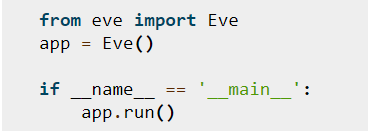 from eve import Eve
app = Eve()

if __name__ == '__main__':
    app.run()